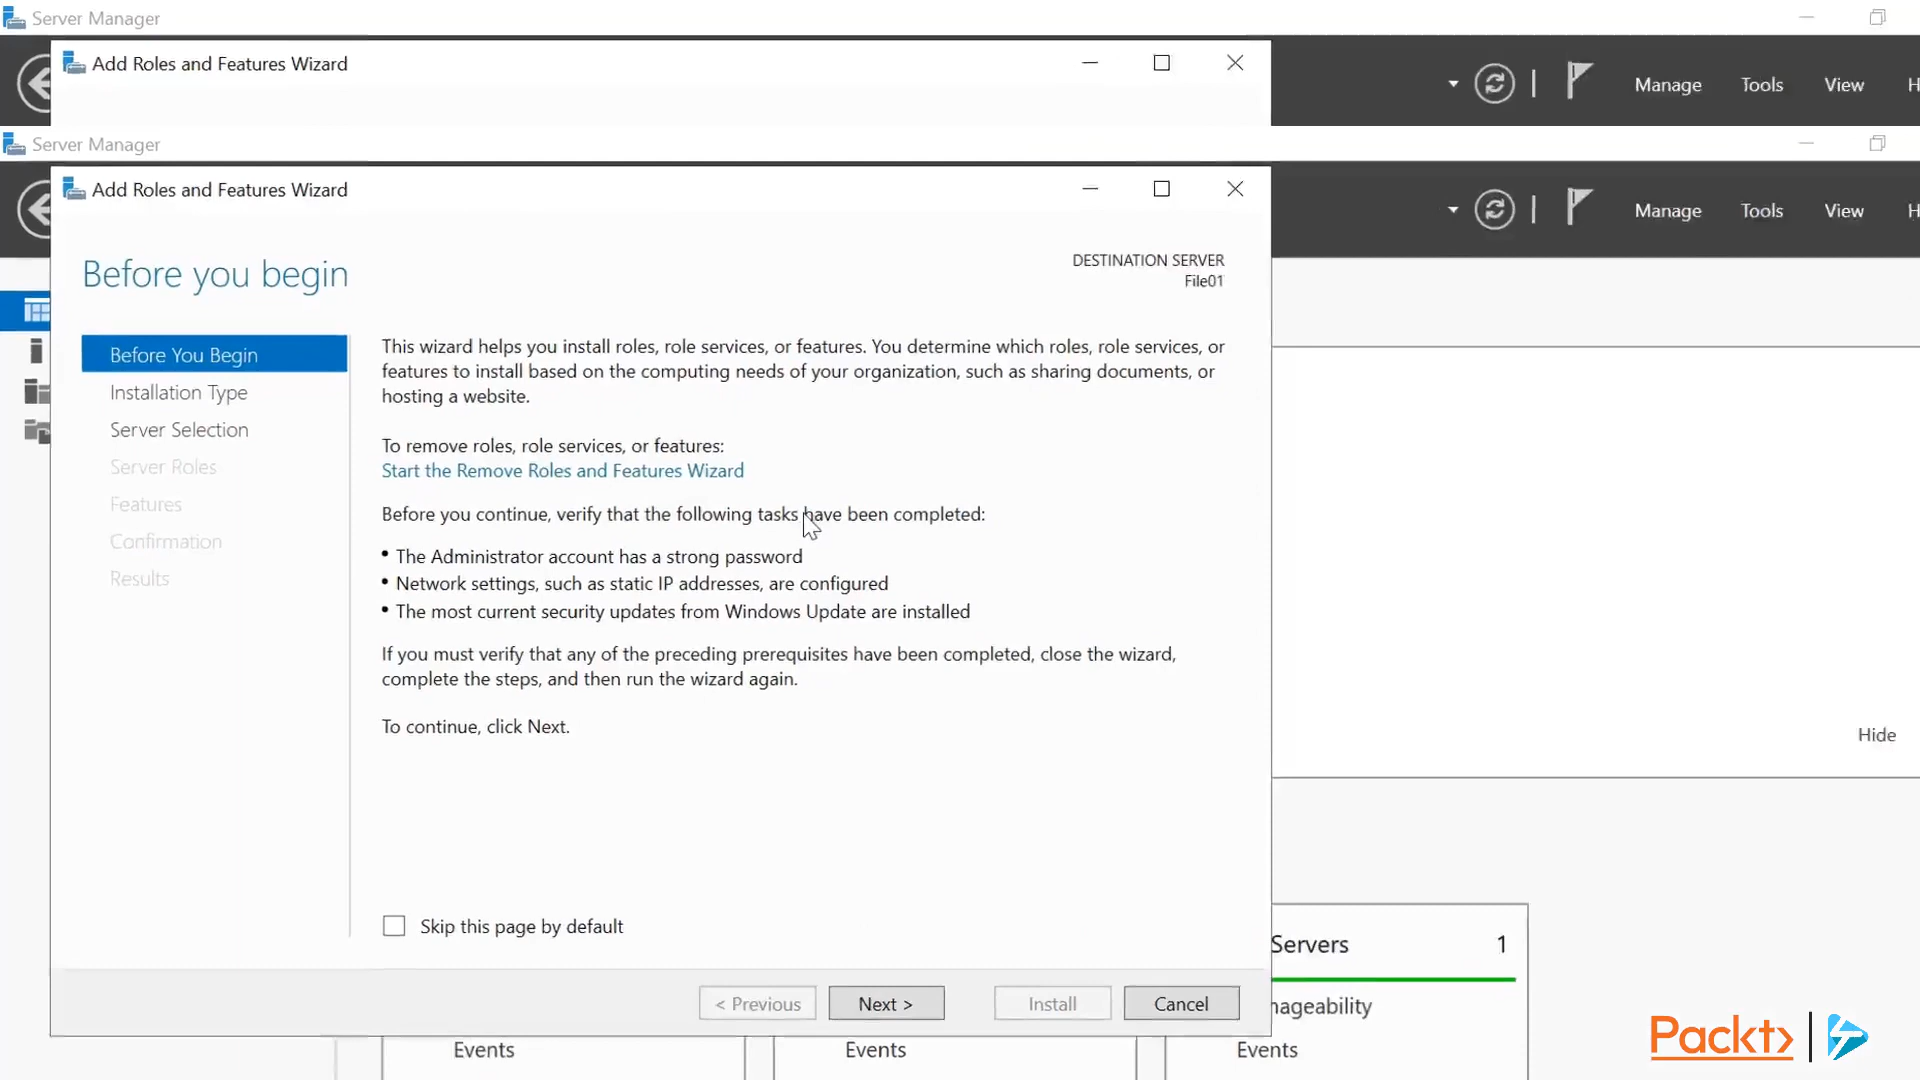 Server Manager
Add Roles and Features Wizard
Manage Tools View H
Server Manager
Add Roles and Features Wizard
Manage Tools View H
Before you begin
DESTINATION SERVER
File01
Before You Begin
Installation Type
Server Selection
Server Roles
Features
Confirmation
Results
This wizard helps you install roles, role services, or features. You determine which roles, role services, or
features to install based on the computing needs of your organization, such as sharing documents, or
hosting a website.
To remove roles, role services, or features:
Start the Remove Roles and Features Wizard
Before you continue, verify that the following tasks have been completed:
• The Administrator account has a strong password
• Network settings, such as static IP addresses, are configured
• The most current security updates from Windows Update are installed
If you must verify that any of the preceding prerequisites have been completed, close the wizard,
complete the steps, and then run the wizard again.
To continue, click Next.
Hide
Skip this page by default
< Previous Next > Install Cancel
Servers 1
nageability
Events Events Events
Packt>